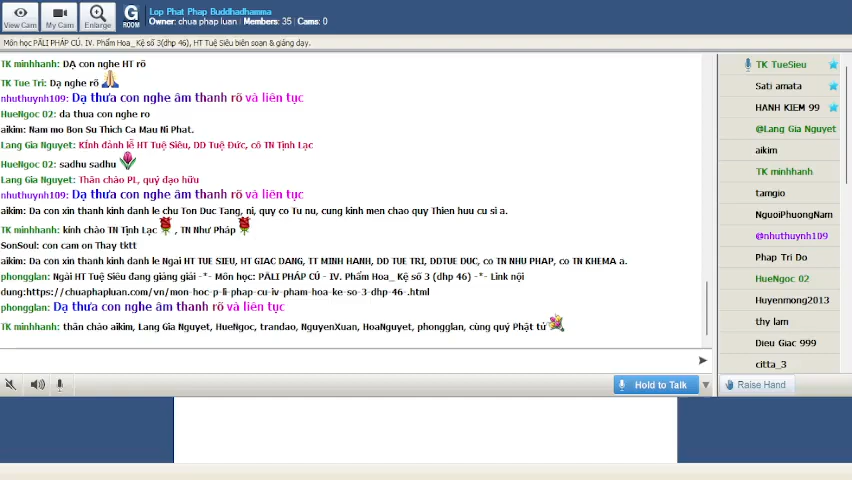 Lop Phat Phap Buddhadhamma
Owner: chua phap luan | Members: 35 | Cams: 0
View Cam
My Cam
Enlarge
G
ROOM
Môn học PĀLI PHÁP CÚ. IV. Phẩm Hoa_ Kệ số 3(dhp 46), HT Tuệ Siêu biên soạn & giảng dạy.
TK minhhanh: DẠ con nghe HT rõ
TK Tue Tri: Dạ nghe rõ
nhuthuynh109: Dạ thưa con nghe âm thanh rõ và liên tục
HueNgoc 02: da thua con nghe ro
aikim: Nam mo Bon Su Thich Ca Mau Ni Phat.
Lang Gia Nguyet: Kính đảnh lễ HT Tuệ Siêu, DD Tuệ Đức, cô TN Tịnh Lạc
HueNgoc 02: sadhu sadhu
Lang Gia Nguyet: Thân chào PL, quý đạo hữu
nhuthuynh109: Dạ thưa con nghe âm thanh rõ và liên tục
aikim: Da con xin thanh kinh danh le chu Ton Duc Tang, ni, quy co Tu nu, cung kinh men chao quy Thien huu cu si a.
TK minhhanh: kính chào TN Tịnh Lạc , TN Như Pháp
SonSoul: con cam on Thay tktt
aikim: Da con xin thanh kinh danh le Ngai HT TUE SIEU, HT GIAC DANG, TT MINH HANH, DD TUE TRI, DDTUE DUC, co TN NHU PHAP, co TN KHEMA a.
phongglan: Ngài HT Tuệ Siêu đang giảng giải -*- Môn học: PĀLI PHÁP CÚ - IV. Phẩm Hoa_ Kệ số 3 (dhp 46) -*- Link nội
dung:https://chuaphapluan.com/vn/mon-hoc-p-li-phap-cu-iv-pham-hoa-ke-so-3-dhp-46-.html
phongglan: Dạ thưa con nghe âm thanh rõ và liên tục
TK minhhanh: thân chào aikim, Lang Gia Nguyet, HueNgoc, trandao, NguyenXuan, HoaNguyet, phongglan, cùng quý Phật tử
Hold to Talk
TK TueSieu
Sati amata
HANH KIEM 99
@Lang Gia Nguyet
aikim
TK minhhanh
tamgio
NguoiPhuongNam
@nhuthuynh109
Phap Tri Do
HueNgoc 02
Huyenmong2013
thy lam
Dieu Giac 999
citta_3
Raise Hand